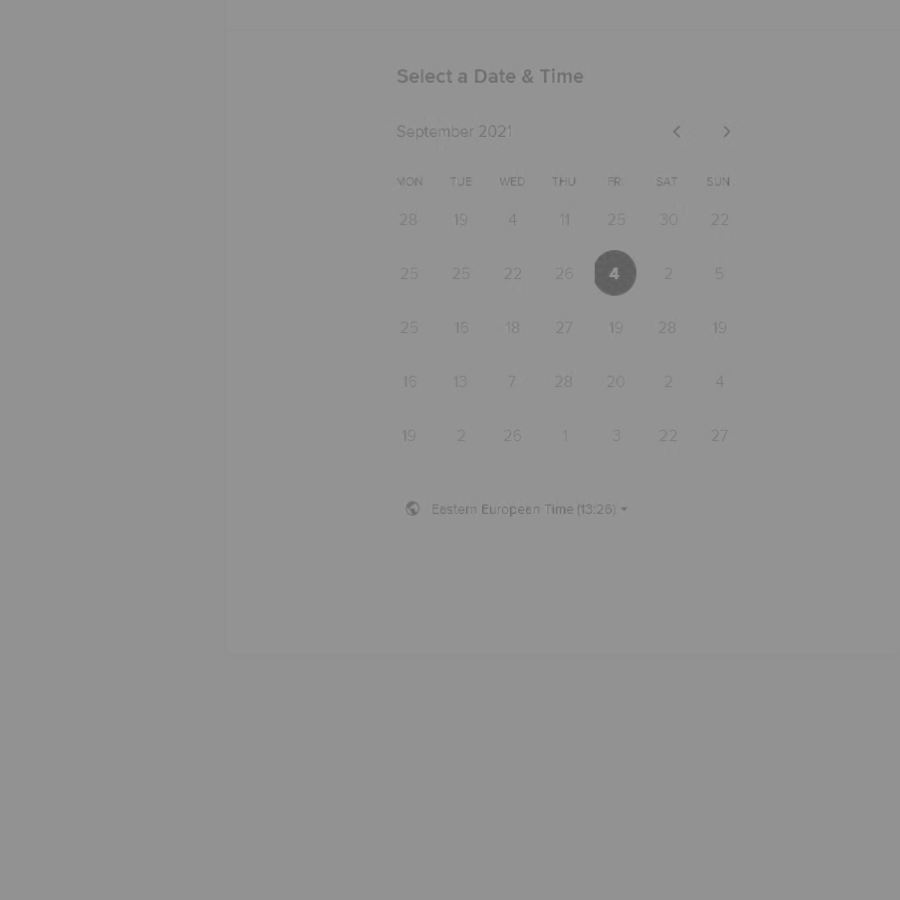 Select a Date & Time
September 2021
MON TUE WED THU FRI SAT SUN
28 19 4 11 25 30 22
25 25 22 26 4 2 5
25 16 18 27 19 28 19
16 13 7 28 20 2 4
19 2 26 1 3 22 27
Eastern European Time (13:26)